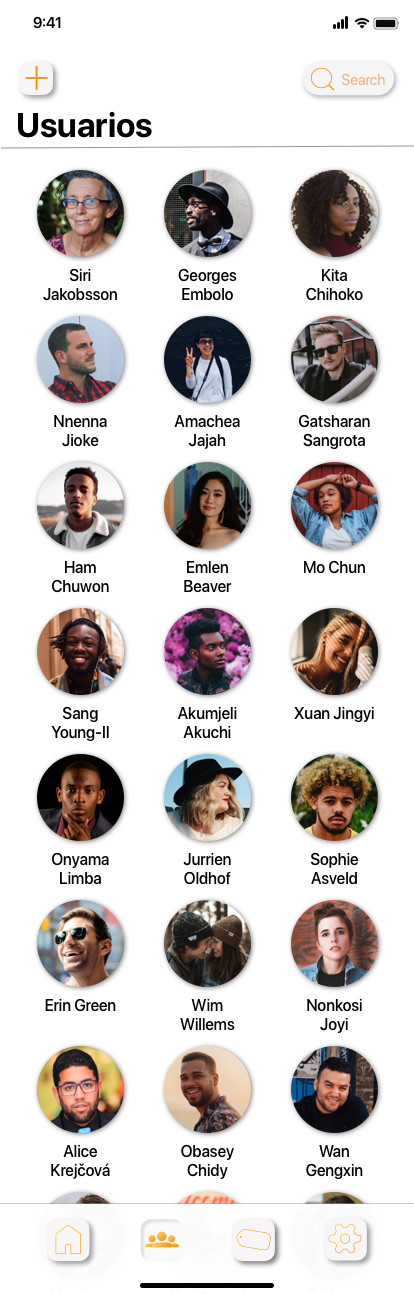 9:41
Search
Usuarios
Siri
Jakobsson
Georges
Embolo
Kita
Chihoko
Nnenna
Jioke
Amachea
Jajah
Gatsharan
Sangrota
Ham
Chuwon
Emlen
Beaver
Mo Chun
Sang
Young-Il
Akumjeli
Akuchi
Xuan Jingyi
Onyama
Limba
Jurrien
Oldhof
Sophie
Asveld
Erin Green
Wim
Willems
Nonkosi
Joyi
Alice
Krejčová
Obasey
Chidy
Wan
Gengxin